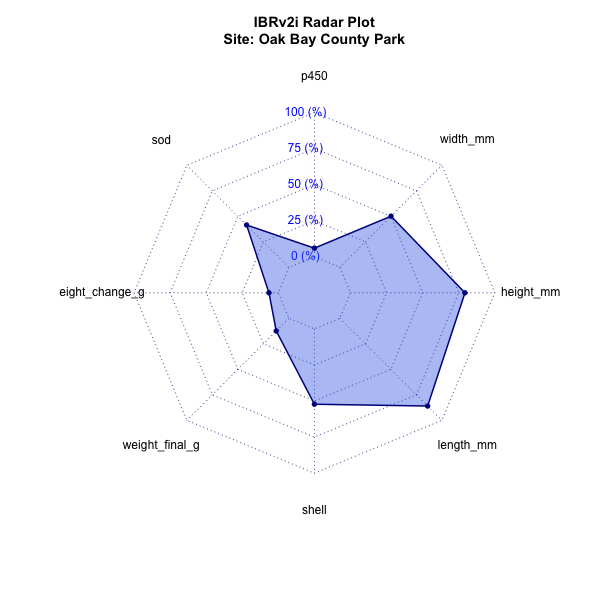 IBRv2i Radar Plot
Site: Oak Bay County Park
p450
100 (%)
sod
width_mm
75 (%)
50 (%)
25 (%)
0 (%)
eight_change_g
height_mm
weight_final_g
length_mm
shell